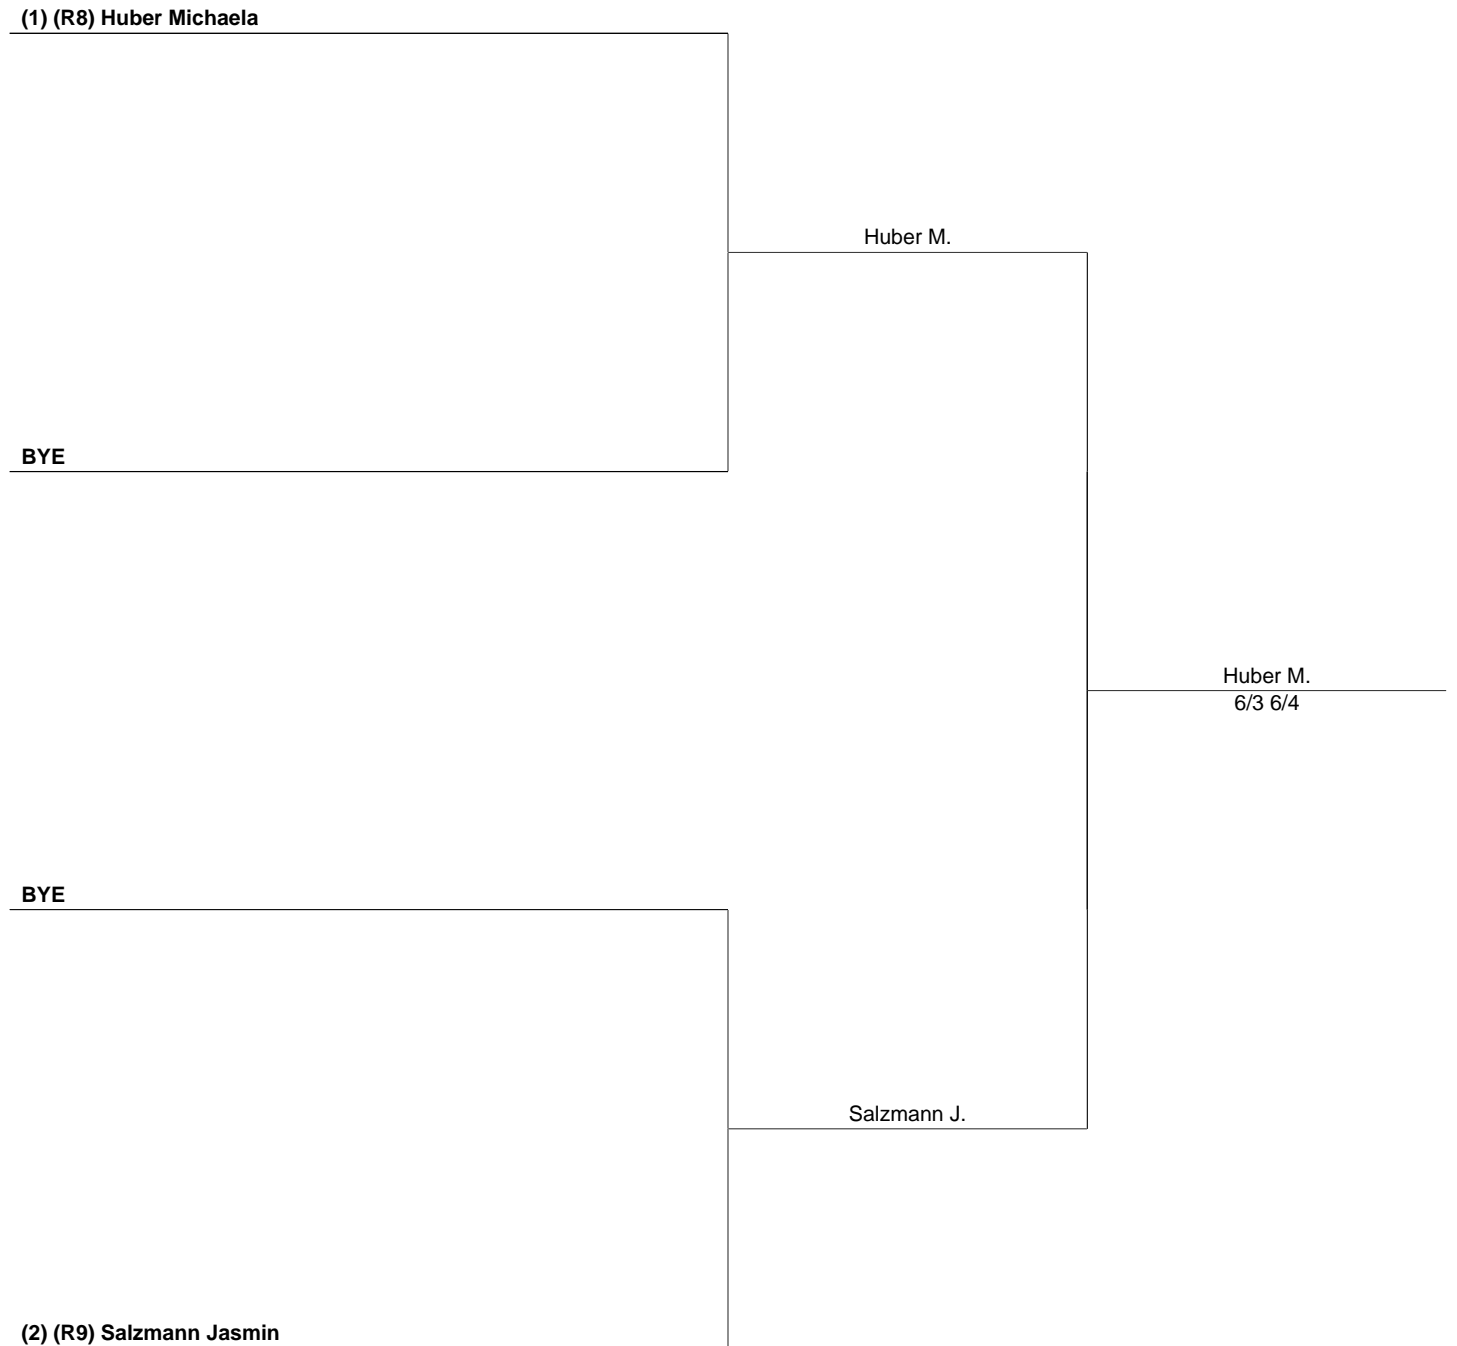 (1) (R8) Huber Michaela
Huber M.
BYE
Huber M.
6/3 6/4
BYE
Salzmann J.
(2) (R9) Salzmann Jasmin